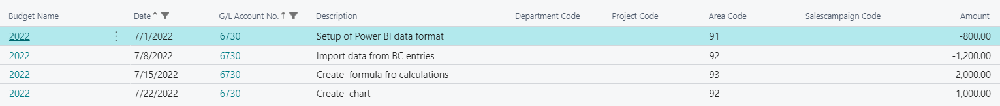 Budget Name Date↑ G/L Account No.↑ Description Department Code Project Code Area Code Salescampaign Code Amount
2022 7/1/2022 6730 Setup of Power BI data format 91 -800.00
2022 7/8/2022 6730 Import data from BC entries 92 -1,200.00
2022 7/15/2022 6730 Create  formula fro calculations 93 -2,000.00
2022 7/22/2022 6730 Create  chart 92 -1,000.00